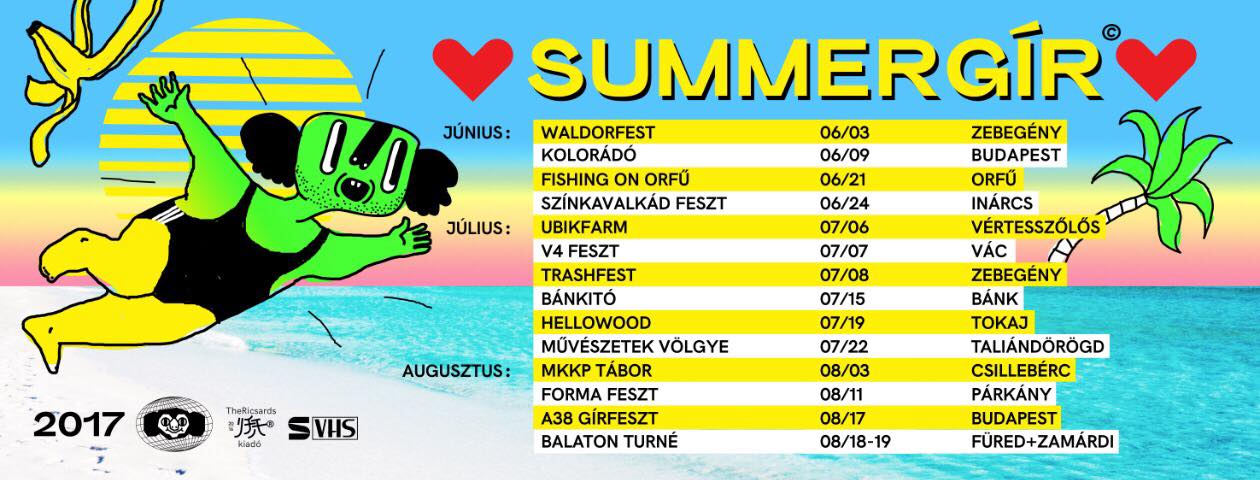 SUMMERGÍR©
JÚNIUS: WALDORFEST 06/03 ZEBEGÉNY
KOLORÁDÓ 06/09 BUDAPEST
FISHING ON ORFŰ 06/21 ORFŰ
SZÍNKAVALKÁD FESZT 06/24 INÁRCS
JÚLIUS: UBIKFARM 07/06 VÉRTESSZŐLŐS
V4 FESZT 07/07 VÁC
TRASHFEST 07/08 ZEBEGÉNY
BÁNKITÓ 07/15 BÁNK
HELLOWOOD 07/19 TOKAJ
MŰVÉSZETEK VÖLGYE 07/22 TALIÁNDÖRÖGD
AUGUSZTUS: MKKP TÁBOR 08/03 CSILLEBÉRC
FORMA FESZT 08/11 PÁRKÁNY
A38 GÍRFESZT 08/17 BUDAPEST
BALATON TURNÉ 08/18-19 FÜRED+ZAMÁRDI
2017
TheRicsards
®
kiadó
S VHS